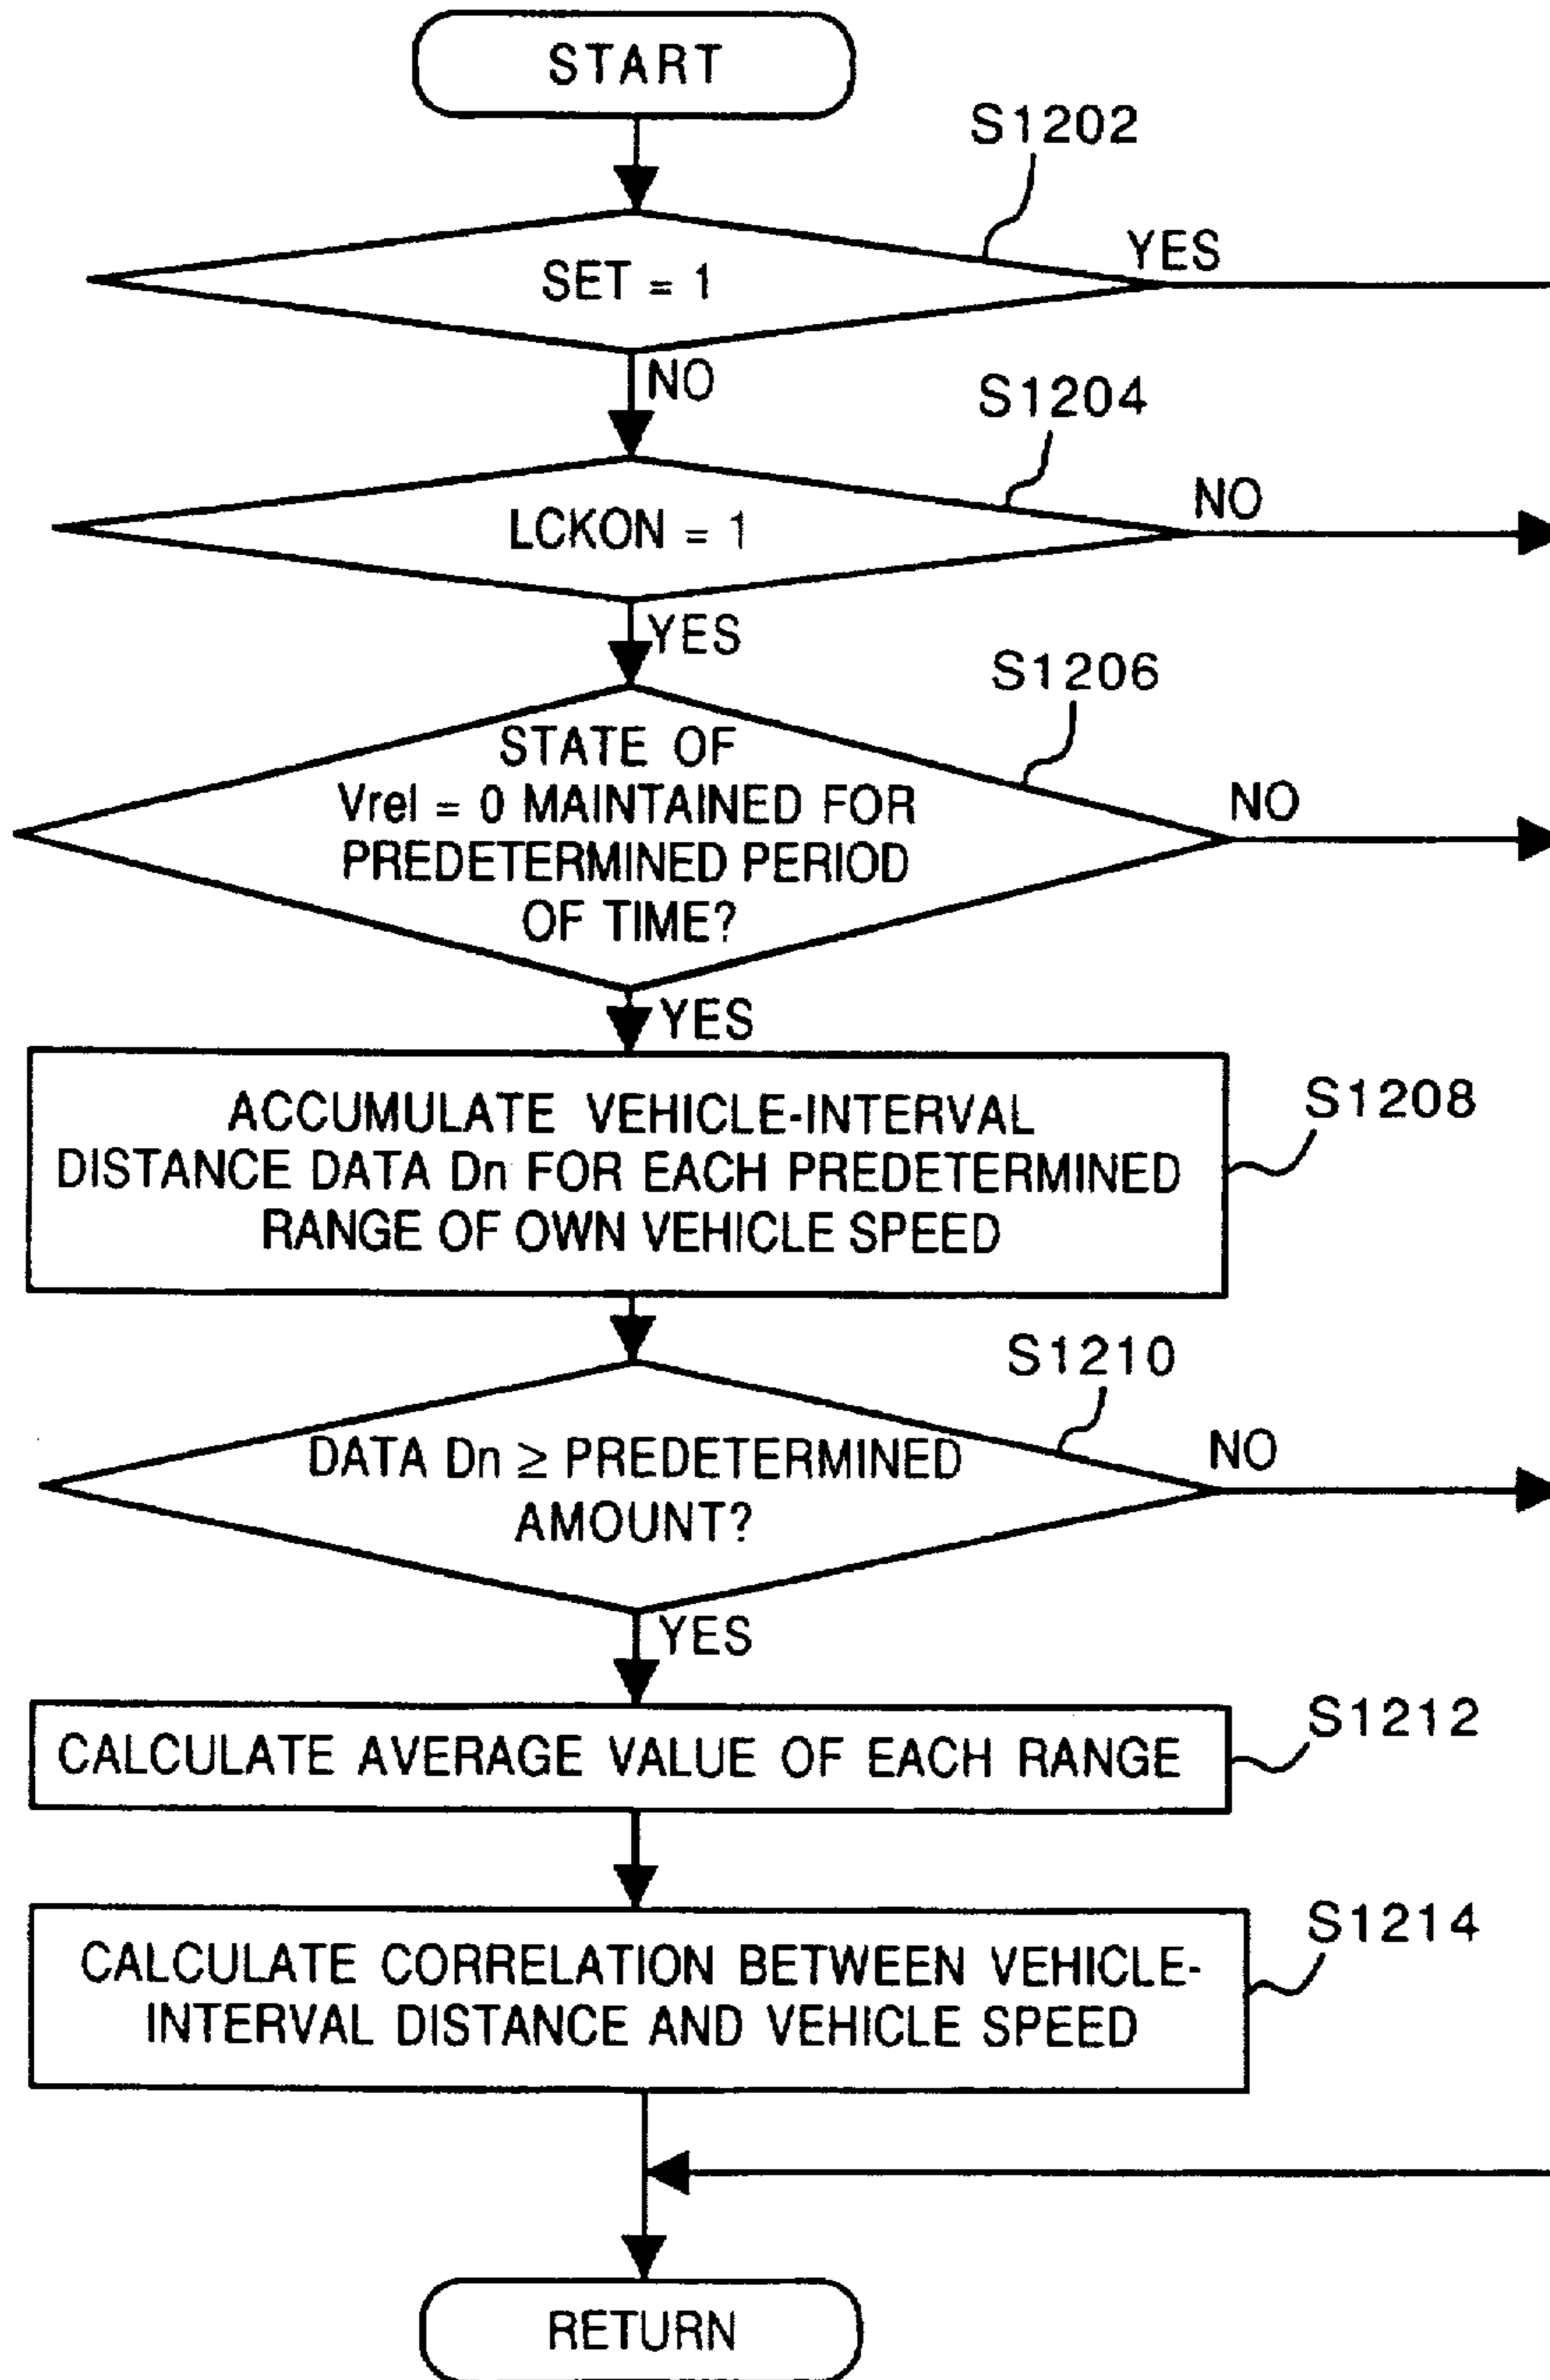 START
S1202
SET = 1
YES
NO
S1204
LCKON = 1
NO
YES
S1206
STATE OF
Vrel = 0 MAINTAINED FOR
PREDETERMINED PERIOD
OF TIME?
NO
YES
S1208
ACCUMULATE VEHICLE-INTERVAL
DISTANCE DATA Dn FOR EACH PREDETERMINED
RANGE OF OWN VEHICLE SPEED
S1210
DATA Dn ≥ PREDETERMINED
AMOUNT?
NO
YES
S1212
CALCULATE AVERAGE VALUE OF EACH RANGE
S1214
CALCULATE CORRELATION BETWEEN VEHICLE-
INTERVAL DISTANCE AND VEHICLE SPEED
RETURN